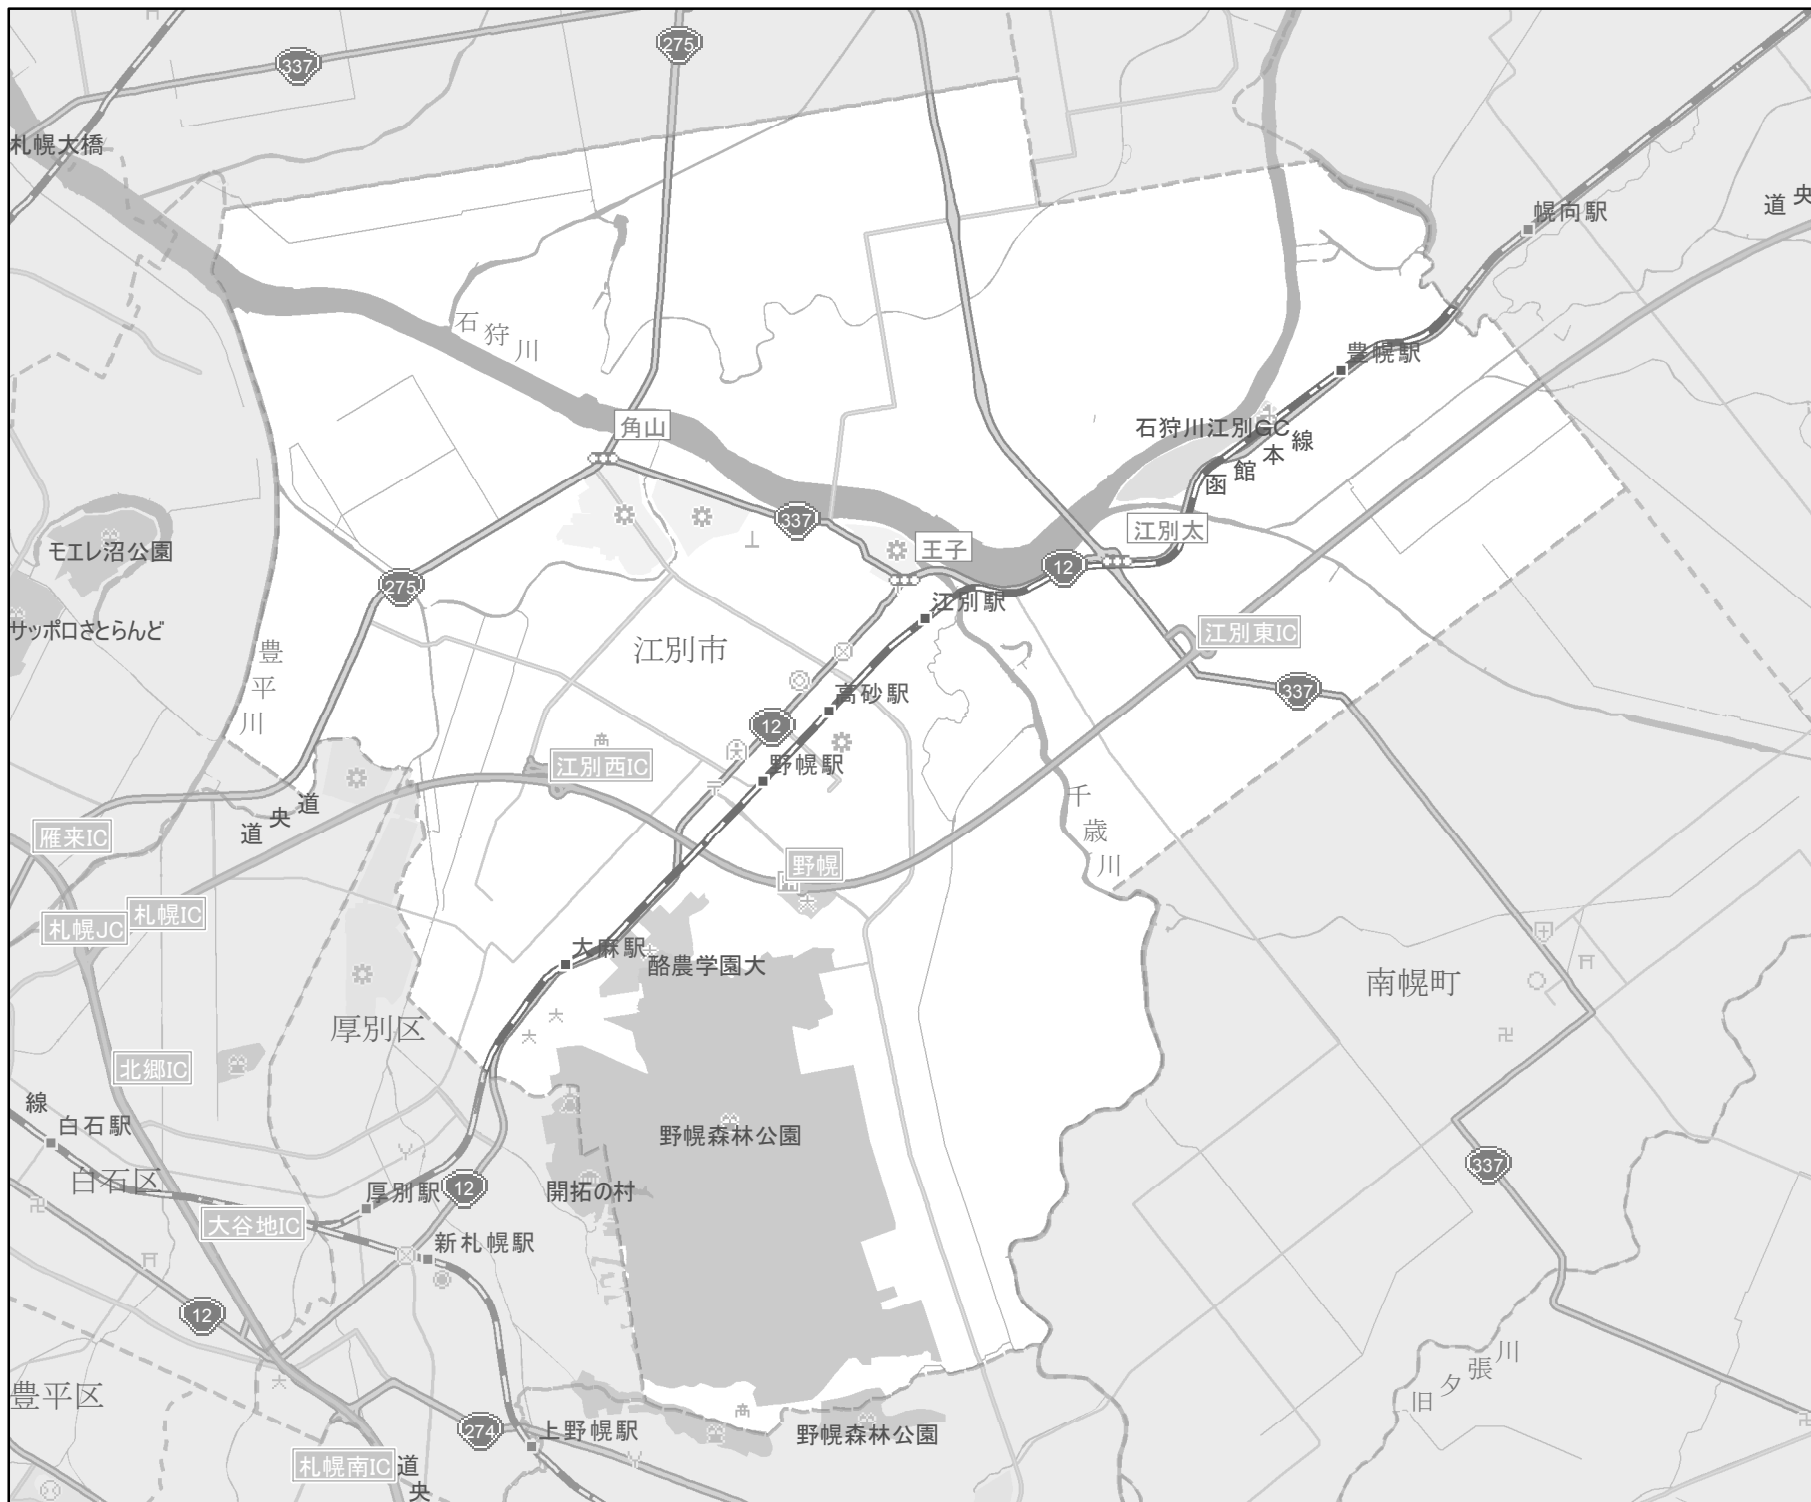 337
275
札幌大橋
道央
幌向駅
石狩川
豊幌駅
角山
石狩川江別GC
函館本線
337
江別太
王子
12
モエレ沼公園
275
江別駅
サッポロさとらんど
江別東IC
豊平川
江別市
高砂駅
337
12
江別西IC
野幌駅
道央道
千歳川
雁来IC
野幌
札幌IC
札幌JC
大麻駅
酪農学園大
南幌町
厚別区
北郷IC
線
白石駅
野幌森林公園
337
白石区
厚別駅
12
開拓の村
大谷地IC
新札幌駅
12
旧夕張川
豊平区
274
上野幌駅
野幌森林公園
札幌南IC
道央